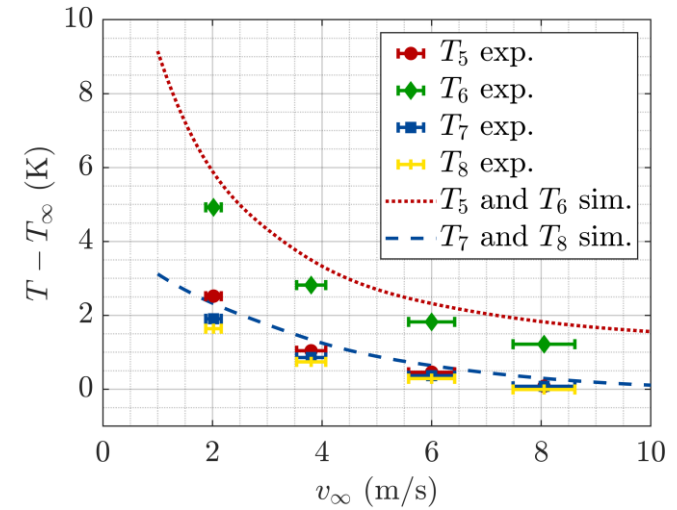 10
8
6
4
2
0
T − T∞ (K)
T5 exp.
T6 exp.
T7 exp.
T8 exp.
T5 and T6 sim.
T7 and T8 sim.
0 2 4 6 8 10
v∞ (m/s)